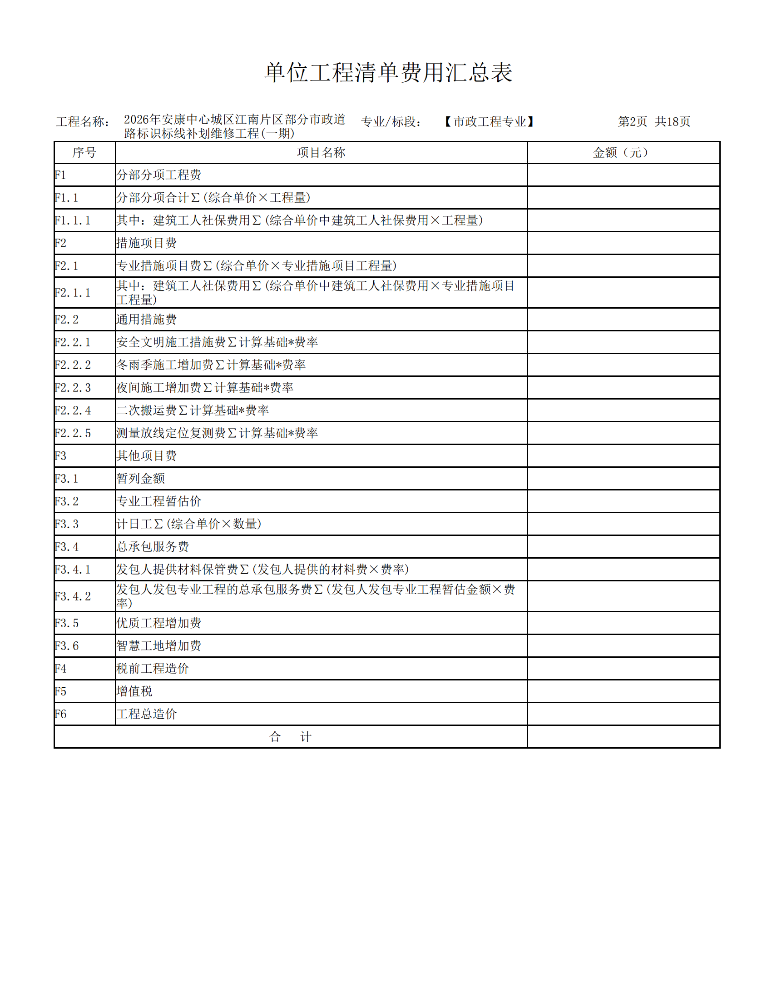 单位工程清单费用汇总表
工程名称： 2026年安康中心城区江南片区部分市政道路标识标线补划维修工程(一期) 专业/标段： 【市政工程专业】 第2页 共18页
序号 项目名称 金额（元）
F1 分部分项工程费
F1.1 分部分项合计∑(综合单价×工程量)
F1.1.1 其中：建筑工人社保费用∑(综合单价中建筑工人社保费用×工程量)
F2 措施项目费
F2.1 专业措施项目费∑(综合单价×专业措施项目工程量)
F2.1.1 其中：建筑工人社保费用∑(综合单价中建筑工人社保费用×专业措施项目
工程量)
F2.2 通用措施费
F2.2.1 安全文明施工措施费∑计算基础*费率
F2.2.2 冬雨季施工增加费∑计算基础*费率
F2.2.3 夜间施工增加费∑计算基础*费率
F2.2.4 二次搬运费∑计算基础*费率
F2.2.5 测量放线定位复测费∑计算基础*费率
F3 其他项目费
F3.1 暂列金额
F3.2 专业工程暂估价
F3.3 计日工∑(综合单价×数量)
F3.4 总承包服务费
F3.4.1 发包人提供材料保管费∑(发包人提供的材料费×费率)
F3.4.2 发包人发包专业工程的总承包服务费∑(发包人发包专业工程暂估金额×费
率)
F3.5 优质工程增加费
F3.6 智慧工地增加费
F4 税前工程造价
F5 增值税
F6 工程总造价
合 计